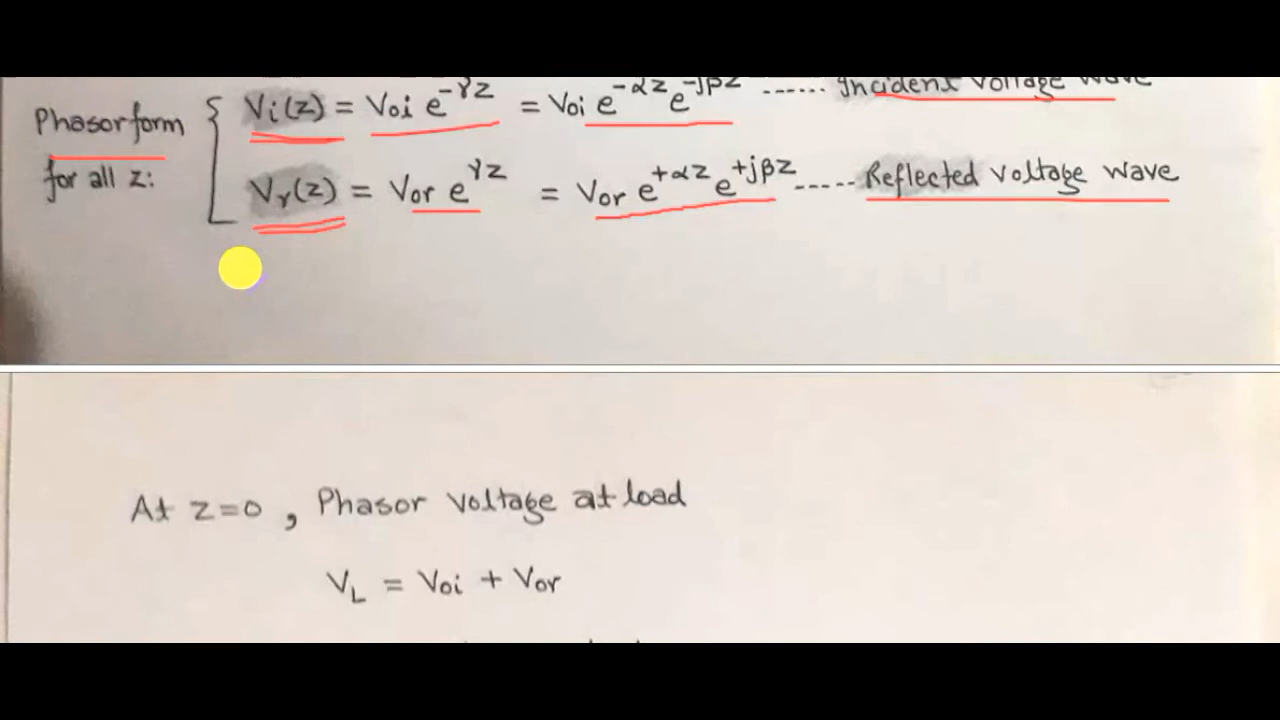 Vi(z) = Voi e^-γz = Voi e^-αz e^-jβz ...... Incident Voltage wave
Phasor form
for all z:
Vr(z) = Vor e^γz = Vor e^+αz e^+jβz ..... Reflected voltage wave
At z=0 , Phasor voltage at load
VL = Voi + Vor